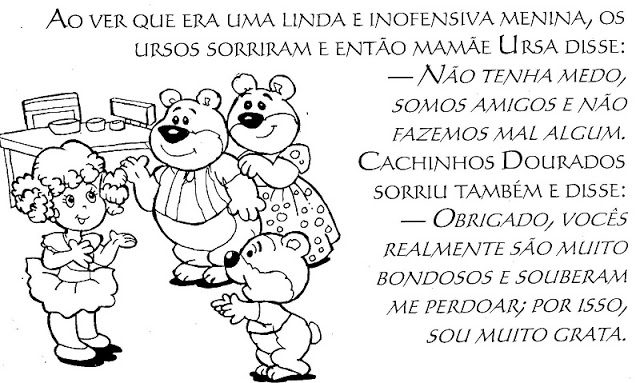 AO VER QUE ERA UMA LINDA E INOFENSIVA MENINA, OS
URSOS SORRIRAM E ENTÃO MAMÃE URSA DISSE:
— NÃO TENHA MEDO,
SOMOS AMIGOS E NÃO
FAZEMOS MAL ALGUM.
CACHINHOS DOURADOS
SORRIU TAMBÉM E DISSE:
— OBRIGADO, VOCÊS
REALMENTE SÃO MUITO
BONDOSOS E SOUBERAM
ME PERDOAR; POR ISSO,
SOU MUITO GRATA.